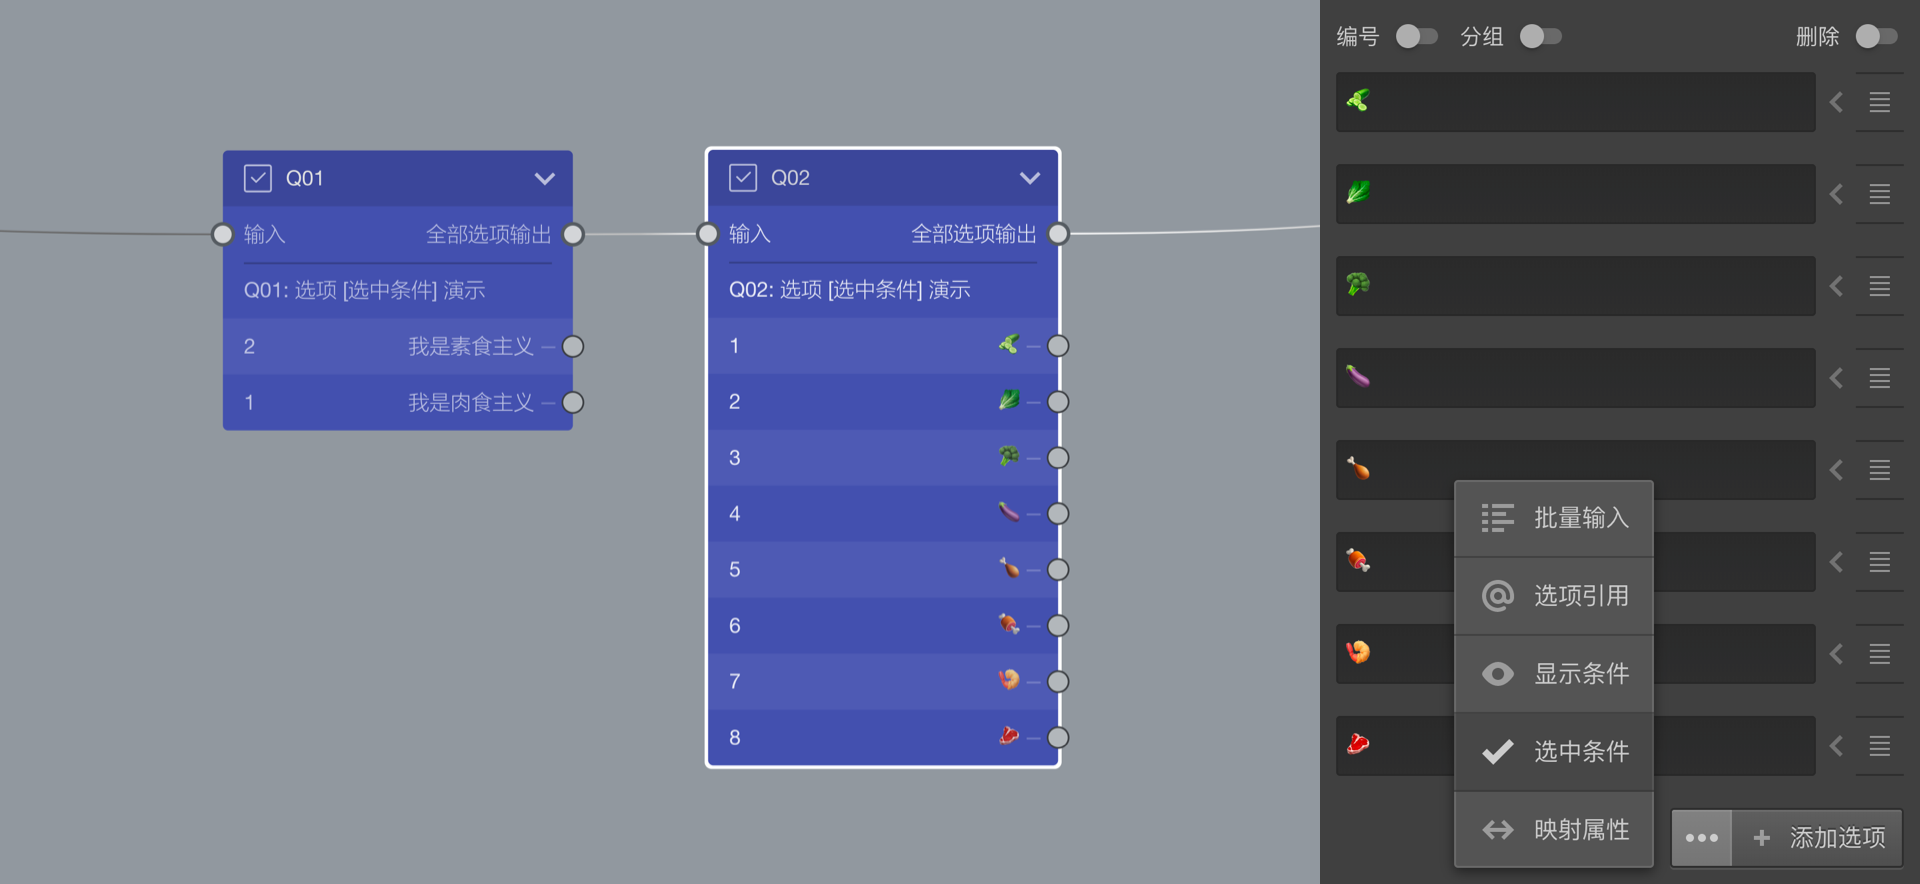 Q01
输入
全部选项输出
Q01: 选项 [选中条件] 演示
2
我是素食主义
1
我是肉食主义
Q02
输入
全部选项输出
Q02: 选项 [选中条件] 演示
1
2
3
4
5
6
7
8
编号
分组
删除
批量输入
选项引用
显示条件
选中条件
映射属性
添加选项